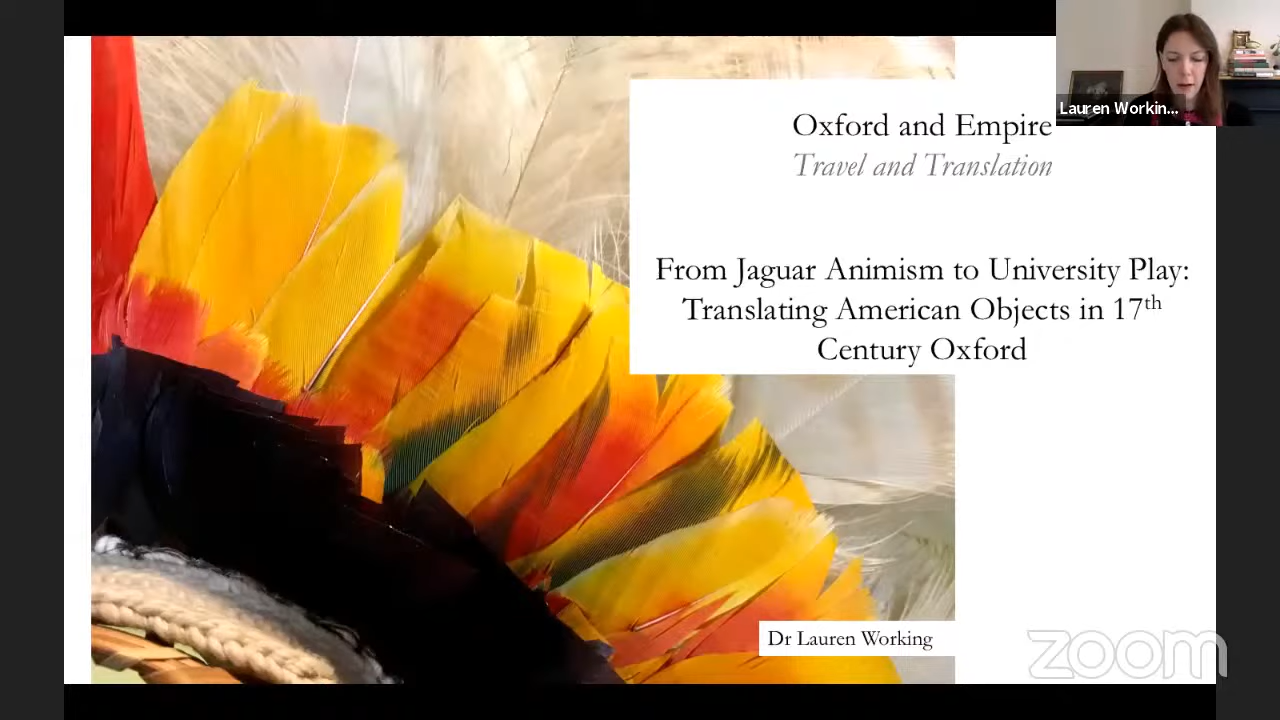 Lauren Workin...
Oxford and Empire
Travel and Translation
From Jaguar Animism to University Play:
Translating American Objects in 17th
Century Oxford
Dr Lauren Working
zoom